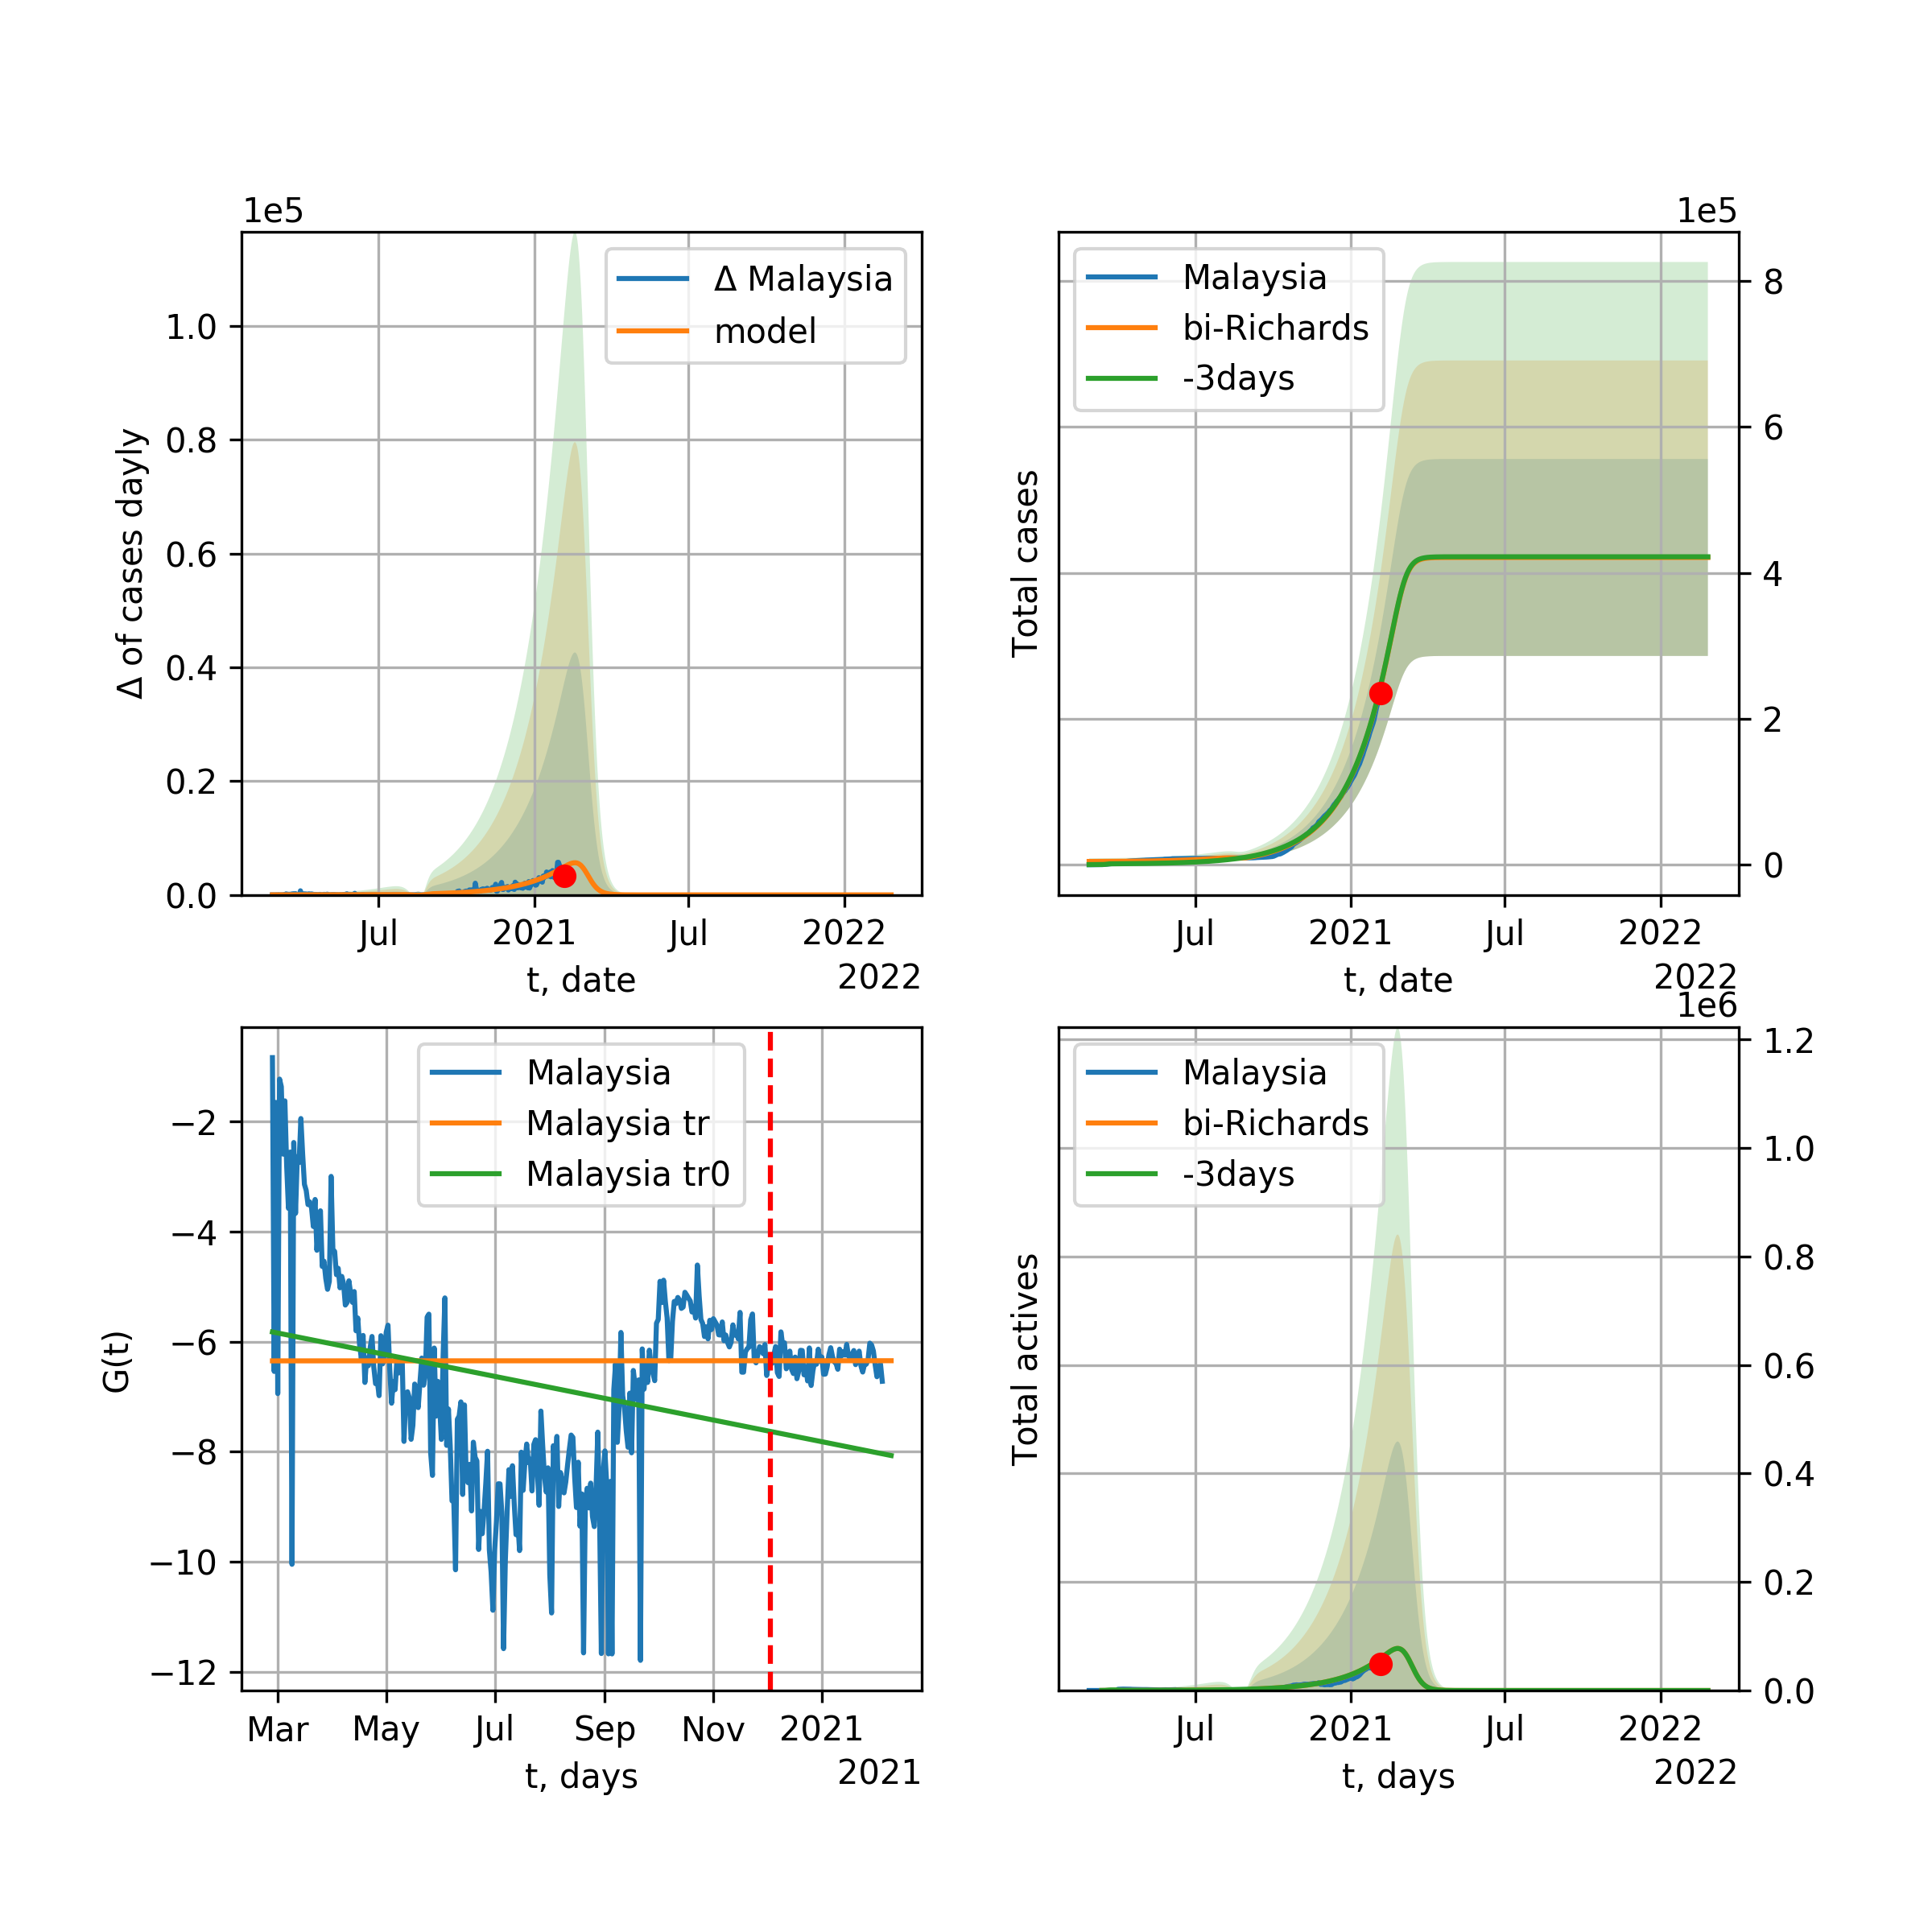 1e5
Δ of cases dayly
1.0
0.8
0.6
0.4
0.2
0.0
Δ Malaysia
model
Jul 2021 Jul 2022
t, date
2022
1e5
Total cases
Malaysia
bi-Richards
-3days
8
6
4
2
0
Jul 2021 Jul 2022
t, date
2022
G(t)
−2
−4
−6
−8
−10
−12
Malaysia
Malaysia tr
Malaysia tr0
Mar May Jul Sep Nov 2021
t, days
2021
1e6
Total actives
Malaysia
bi-Richards
-3days
1.2
1.0
0.8
0.6
0.4
0.2
0.0
Jul 2021 Jul 2022
t, days
2022